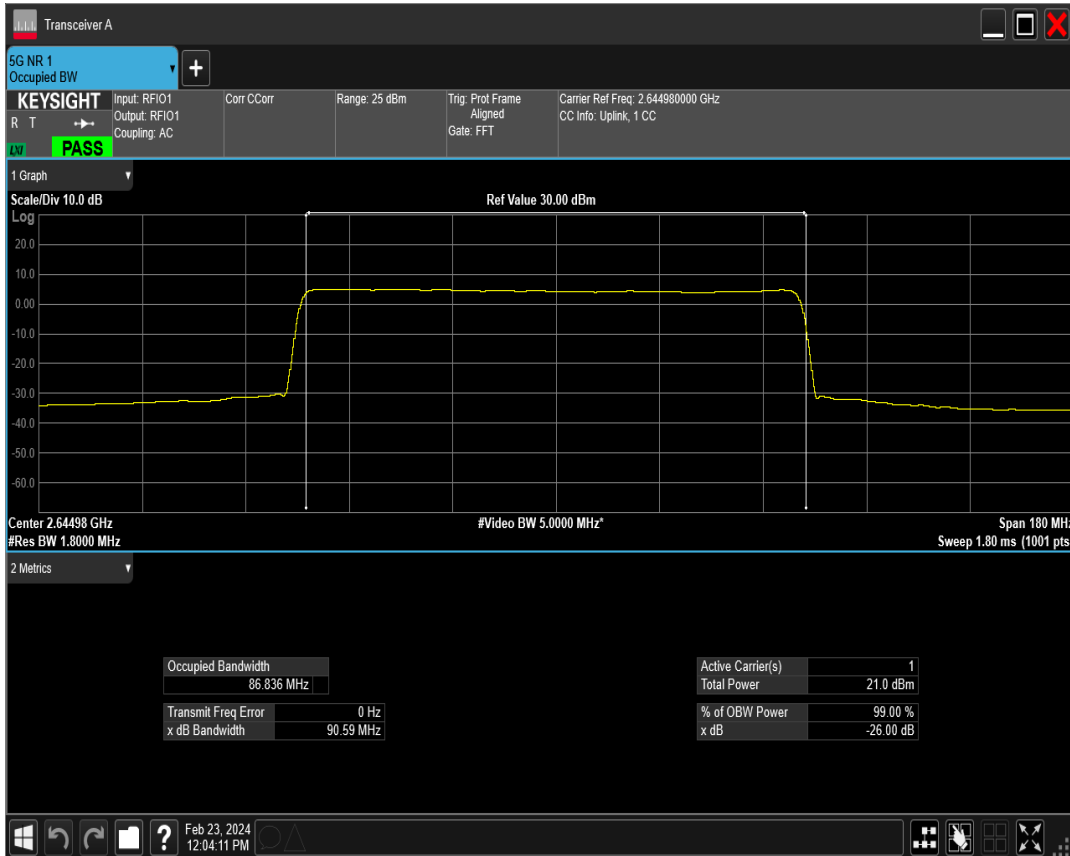 Transceiver A
5G NR 1
Occupied BW
KEYSIGHT
R T
LXI
PASS
Input: RFIO1
Output: RFIO1
Coupling: AC
Corr CCorr
Range: 25 dBm
Trig: Prot Frame
Aligned
Gate: FFT
Carrier Ref Freq: 2.644980000 GHz
CC Info: Uplink, 1 CC
1 Graph
Scale/Div 10.0 dB
Ref Value 30.00 dBm
Log
20.0
10.0
0.00
-10.0
-20.0
-30.0
-40.0
-50.0
-60.0
Center 2.64498 GHz
#Video BW 5.0000 MHz*
Span 180 MHz
#Res BW 1.8000 MHz
Sweep 1.80 ms (1001 pts
2 Metrics
Occupied Bandwidth
86.836 MHz
Transmit Freq Error 0 Hz
x dB Bandwidth 90.59 MHz
Active Carrier(s) 1
Total Power 21.0 dBm
% of OBW Power 99.00 %
x dB -26.00 dB
?
Feb 23, 2024
12:04:11 PM